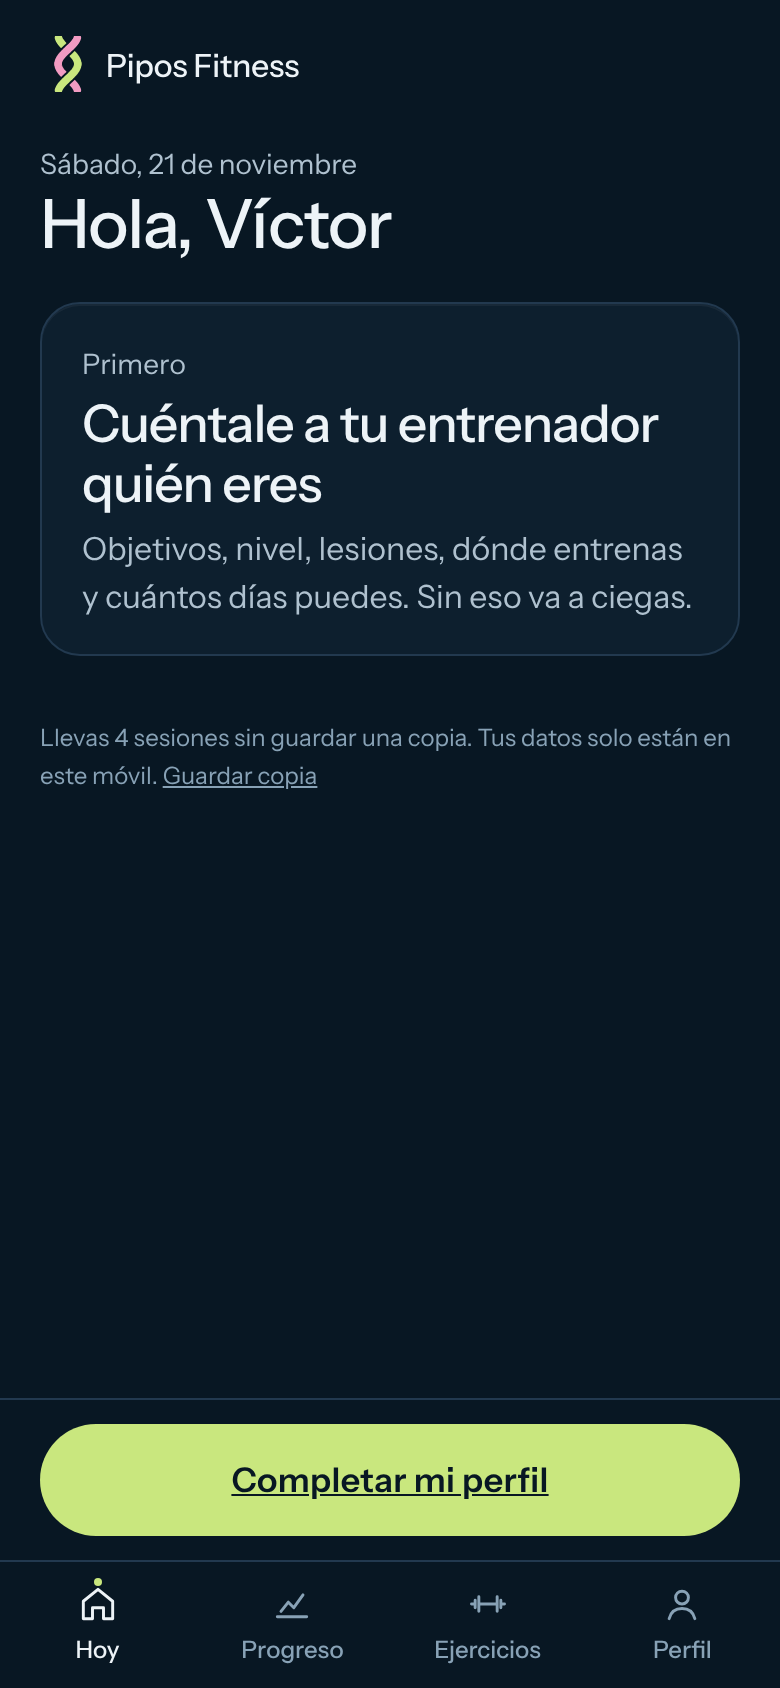 Pipos Fitness
Sábado, 21 de noviembre
Hola, Víctor
Primero
Cuéntale a tu entrenador
quién eres
Objetivos, nivel, lesiones, dónde entrenas
y cuántos días puedes. Sin eso va a ciegas.
Llevas 4 sesiones sin guardar una copia. Tus datos solo están en
este móvil. Guardar copia
Completar mi perfil
Hoy
Progreso
Ejercicios
Perfil